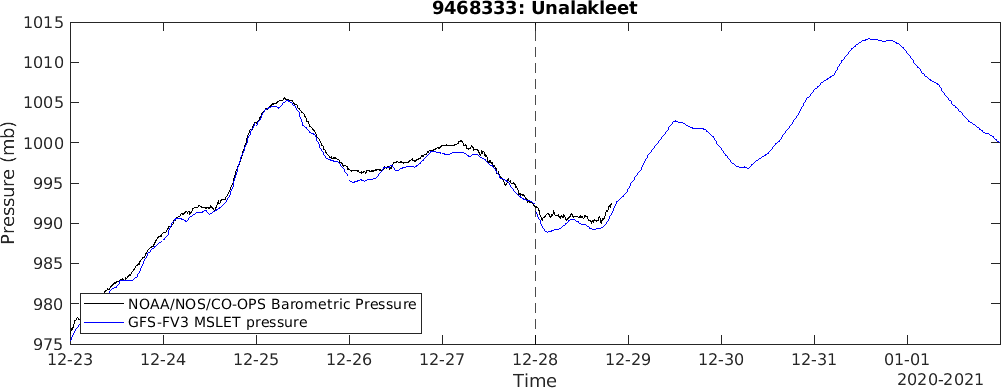 9468333: Unalakleet
Pressure (mb)
1015
1010
1005
1000
995
990
985
980
975
NOAA/NOS/CO-OPS Barometric Pressure
GFS-FV3 MSLET pressure
12-23 12-24 12-25 12-26 12-27 12-28 12-29 12-30 12-31 01-01
Time
2020-2021